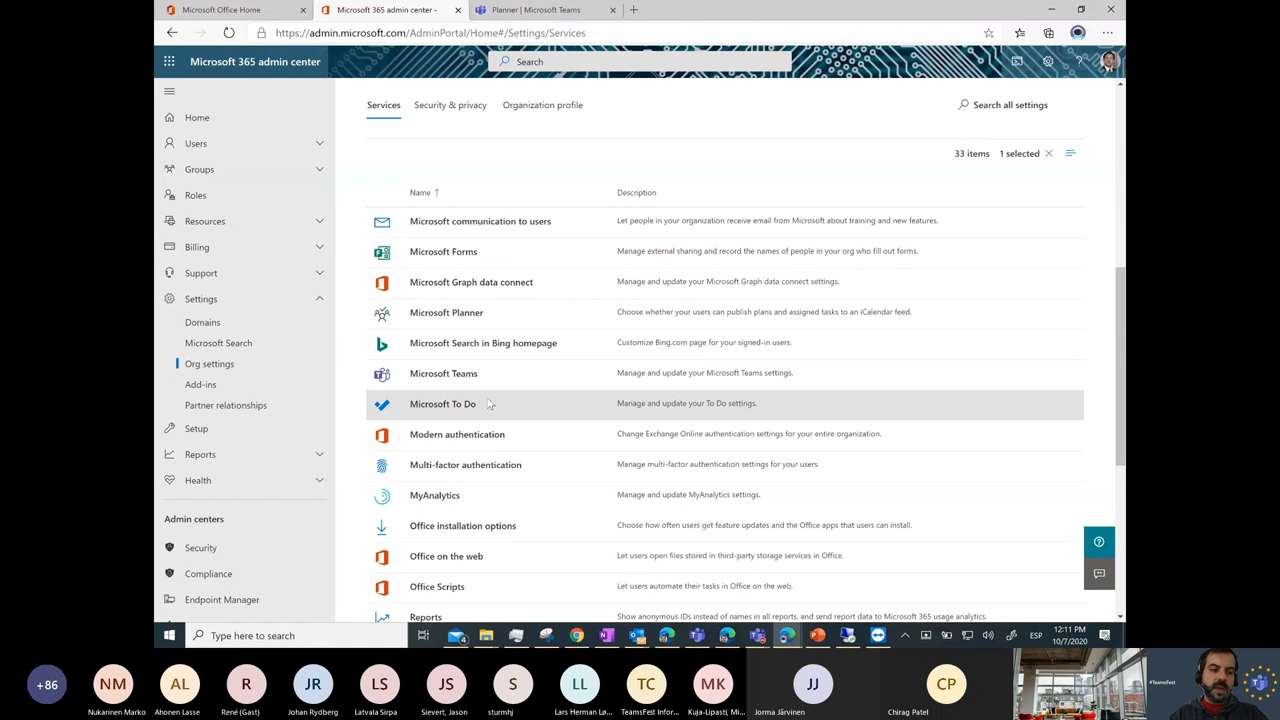 Microsoft Office Home
Microsoft 365 admin center -
Planner | Microsoft Teams
https://admin.microsoft.com/AdminPortal/Home#/Settings/Services
Microsoft 365 admin center
Search
Services
Security & privacy
Organization profile
Search all settings
33 items
1 selected
Name
Description
Home
Users
Groups
Roles
Resources
Billing
Support
Settings
Domains
Microsoft Search
Org settings
Add-ins
Partner relationships
Setup
Reports
Health
Admin centers
Security
Compliance
Endpoint Manager
Microsoft communication to users Let people in your organization receive email from Microsoft about training and new features.
Microsoft Forms Manage external sharing and record the names of people in your org who fill out forms.
Microsoft Graph data connect Manage and update your Microsoft Graph data connect settings.
Microsoft Planner Choose whether your users can publish plans and assigned tasks to an iCalendar feed.
Microsoft Search in Bing homepage Customize Bing.com page for your signed-in users.
Microsoft Teams Manage and update your Microsoft Teams settings.
Microsoft To Do Manage and update your To Do settings.
Modern authentication Change Exchange Online authentication settings for your entire organization.
Multi-factor authentication Manage multi-factor authentication settings for your users.
MyAnalytics Manage and update MyAnalytics settings.
Office installation options Choose how often users get feature updates and the Office apps that users can install.
Office on the web Let users open files stored in third-party storage services in Office.
Office Scripts Let users automate their tasks in Office on the web.
Reports Show anonymous IDs instead of names in all reports, and send report data to Microsoft 365 usage analytics.
Type here to search
ESP
12:11 PM
10/7/2020
+86
NM
AL
R
JR
LS
JS
S
LL
TC
MK
JJ
CP
Nukarinen Marko
Ahonen Lasse
René (Gast)
Johan Rydberg
Latvala Sirpa
Sievert, Jason
sturmhj
Lars Herman Lø...
TeamsFest Infor...
Kuja-Lipasti, Mi...
Jorma Järvinen
Chirag Patel
#TeamsFest